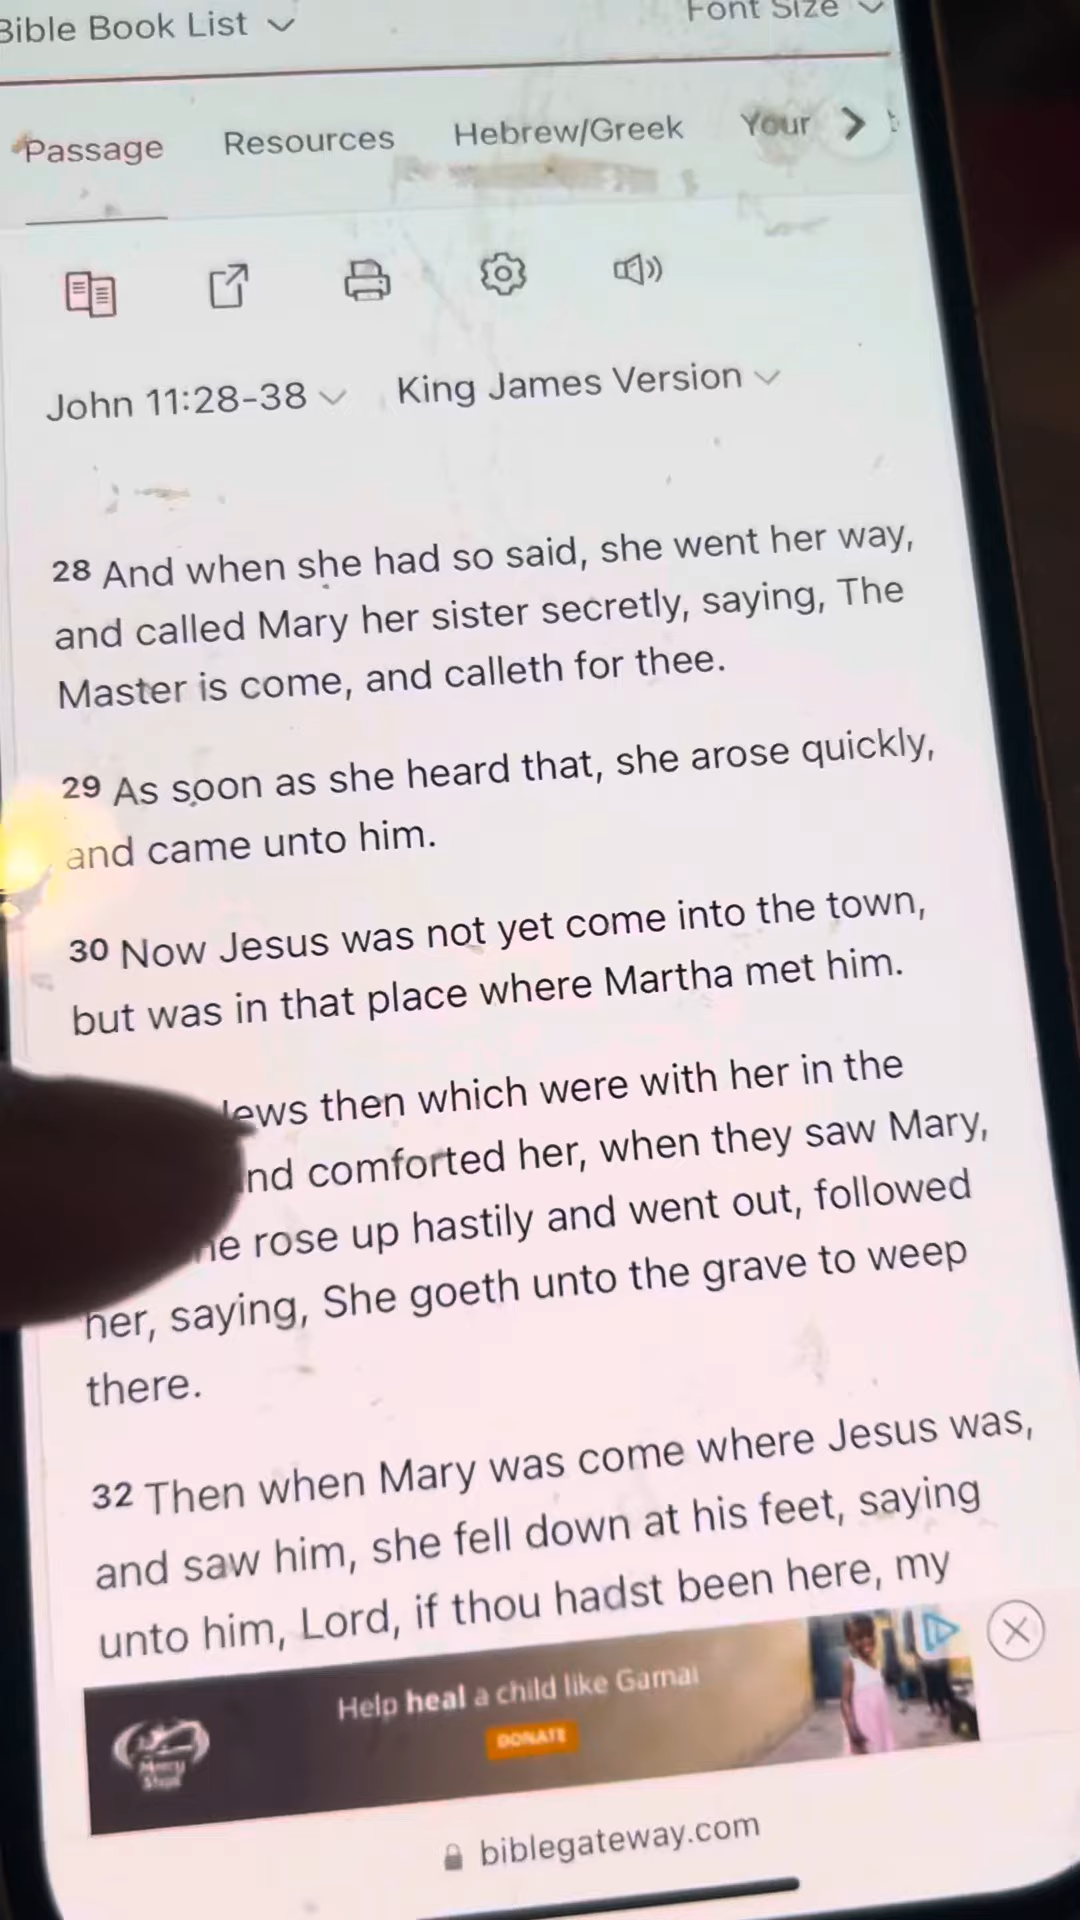 Bible Book List
Font Size
Passage
Resources
Hebrew/Greek
Your
John 11:28-38
King James Version
28 And when she had so said, she went her way,
and called Mary her sister secretly, saying, The
Master is come, and calleth for thee.
29 As soon as she heard that, she arose quickly,
and came unto him.
30 Now Jesus was not yet come into the town,
but was in that place where Martha met him.
Jews then which were with her in the
comforted her, when they saw Mary,
rose up hastily and went out, followed
her, saying, She goeth unto the grave to weep
there.
32 Then when Mary was come where Jesus was,
and saw him, she fell down at his feet, saying
unto him, Lord, if thou hadst been here, my
Help heal a child like Gamai
DONATE
Mercy
Ships
biblegateway.com